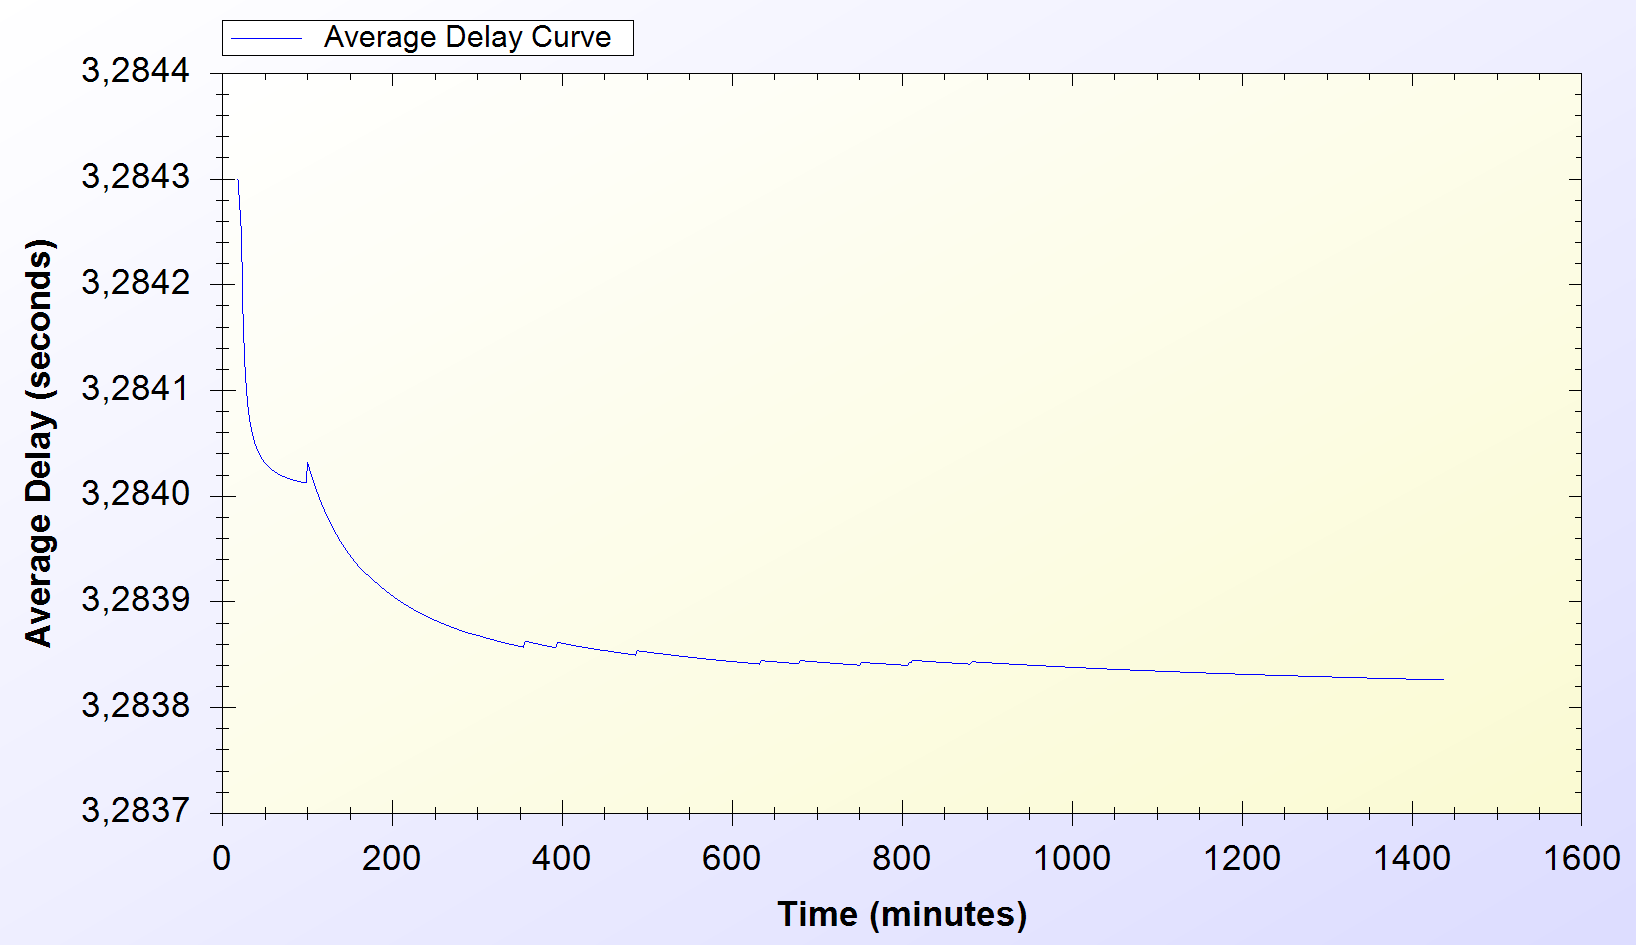 Average Delay Curve
3,2844
3,2843
3,2842
3,2841
3,2840
3,2839
3,2838
3,2837
Average Delay (seconds)
0 200 400 600 800 1000 1200 1400 1600
Time (minutes)